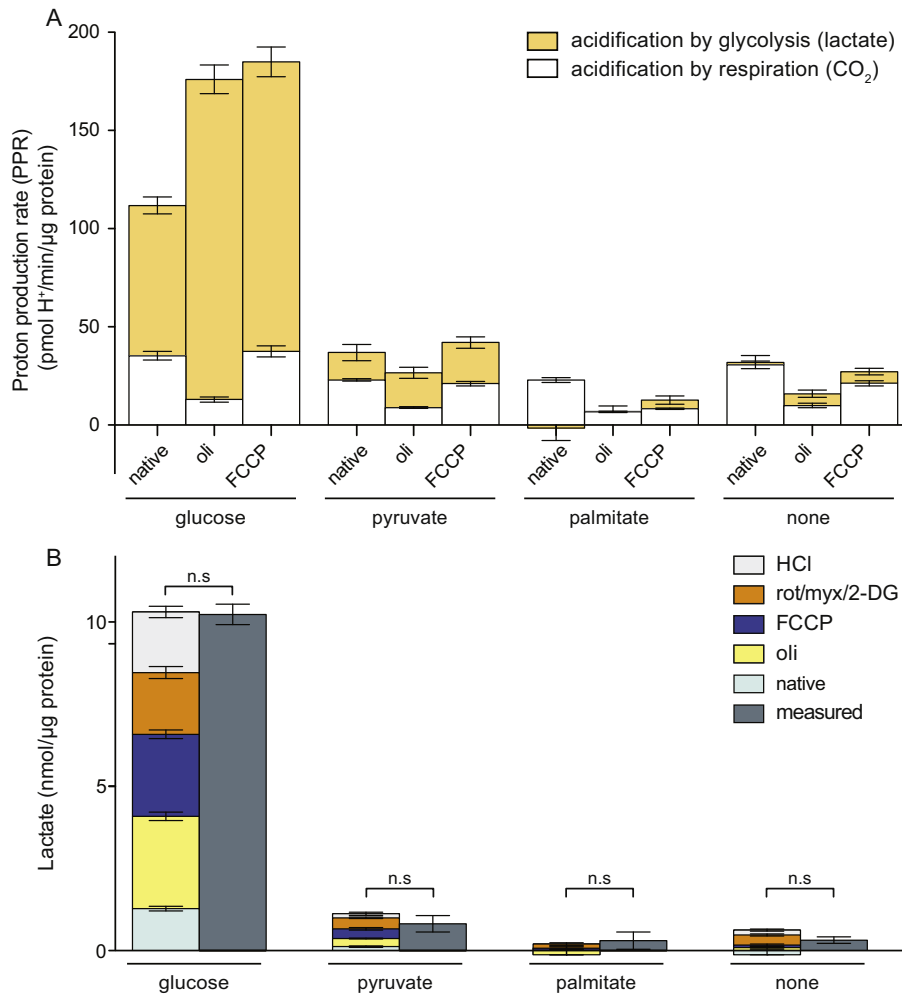 A
200
150
100
50
0
Proton production rate (PPR)
(pmol H⁺/min/µg protein)
acidification by glycolysis (lactate)
acidification by respiration (CO₂)
native oli FCCP native oli FCCP native oli FCCP native oli FCCP
glucose pyruvate palmitate none
B
10
5
0
Lactate (nmol/µg protein)
n.s
n.s n.s n.s
HCl
rot/myx/2-DG
FCCP
oli
native
measured
glucose pyruvate palmitate none